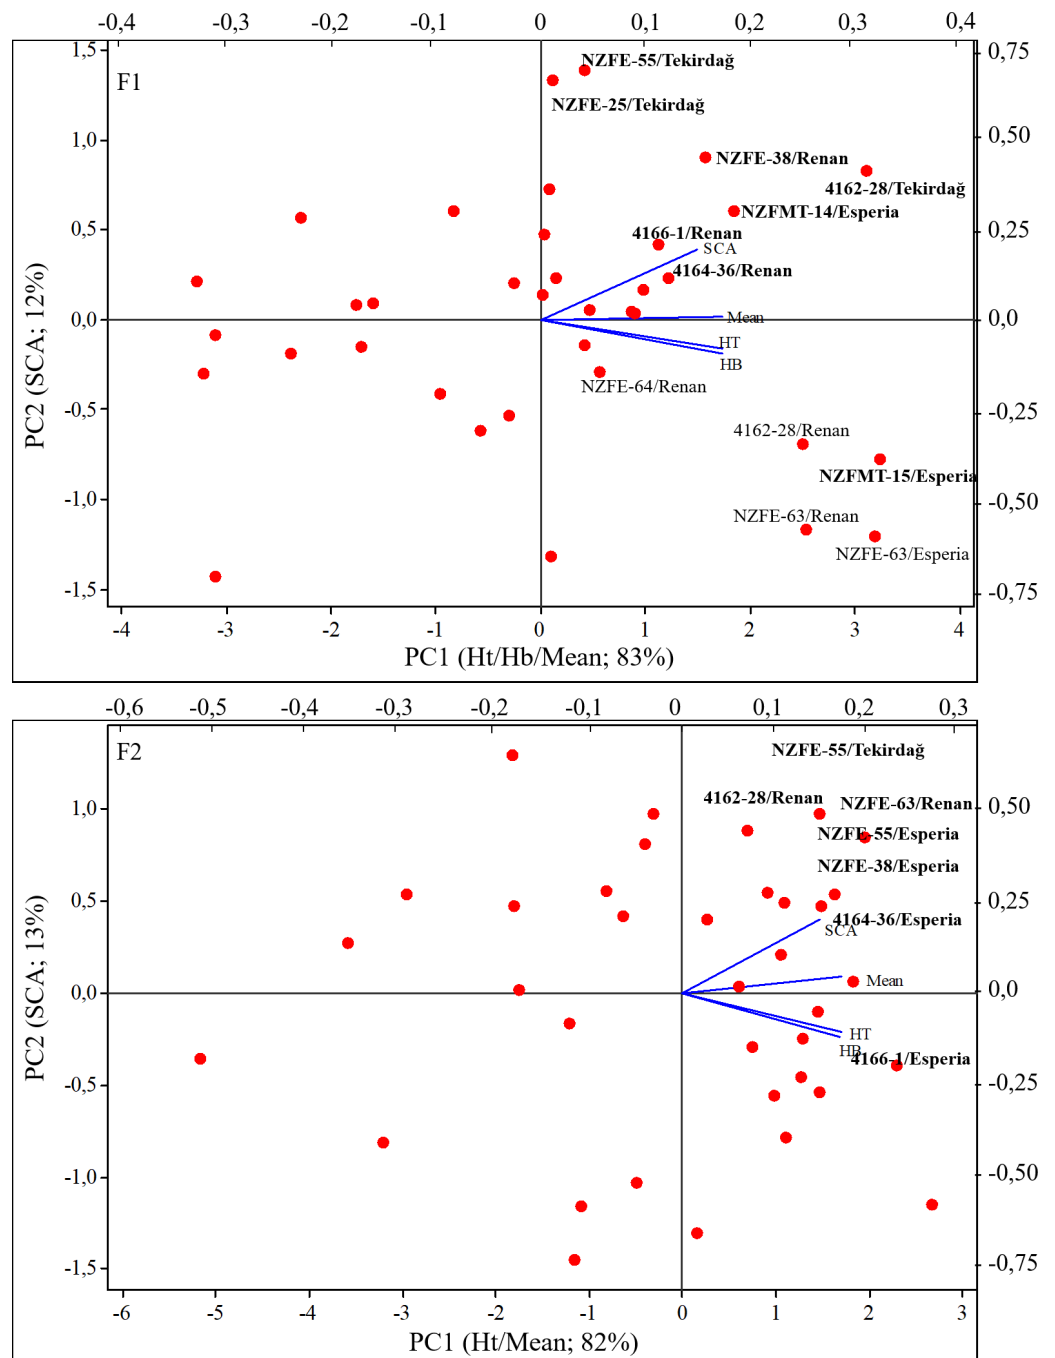 -0,4 -0,3 -0,2 -0,1 0 0,1 0,2 0,3 0,4
F1
1,5
1,0
0,5
0,0
-0,5
-1,0
-1,5
PC2 (SCA; 12%)
0,75
0,50
0,25
0,0
-0,25
-0,50
-0,75
NZFE-55/Tekirdağ
NZFE-25/Tekirdağ
NZFE-38/Renan
4162-28/Tekirdağ
NZFMT-14/Esperia
4166-1/Renan
SCA
4164-36/Renan
Mean
HT
HB
NZFE-64/Renan
4162-28/Renan
NZFMT-15/Esperia
NZFE-63/Renan
NZFE-63/Esperia
-4 -3 -2 -1 0 1 2 3 4
PC1 (Ht/Hb/Mean; 83%)
-0,6 -0,5 -0,4 -0,3 -0,2 -0,1 0 0,1 0,2 0,3
F2
1,0
0,5
0,0
-0,5
-1,0
-1,5
PC2 (SCA; 13%)
0,50
0,25
0,0
-0,25
-0,50
-0,75
NZFE-55/Tekirdağ
4162-28/Renan
NZFE-63/Renan
NZFE-55/Esperia
NZFE-38/Esperia
4164-36/Esperia
SCA
Mean
HT
HB
4166-1/Esperia
-6 -5 -4 -3 -2 -1 0 1 2 3
PC1 (Ht/Mean; 82%)